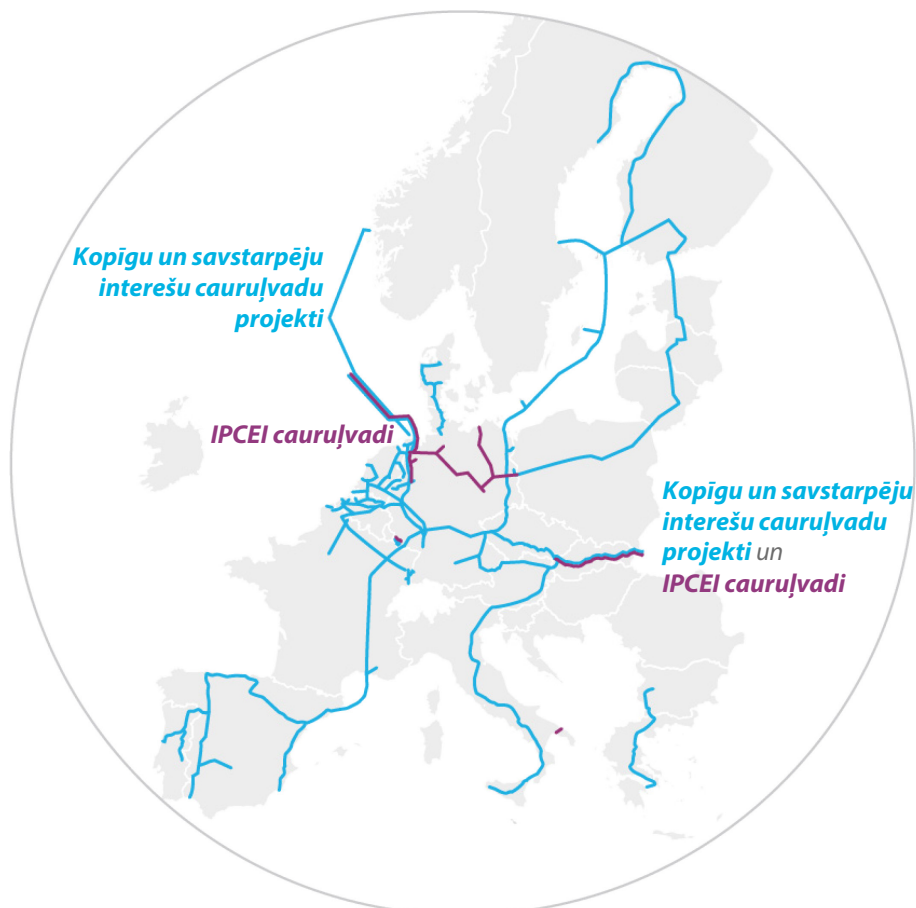 Kopīgu un savstarpēju
interešu cauruļvadu
projekti
IPCEI cauruļvadi
Kopīgu un savstarpēju
interešu cauruļvadu
projekti un
IPCEI cauruļvadi